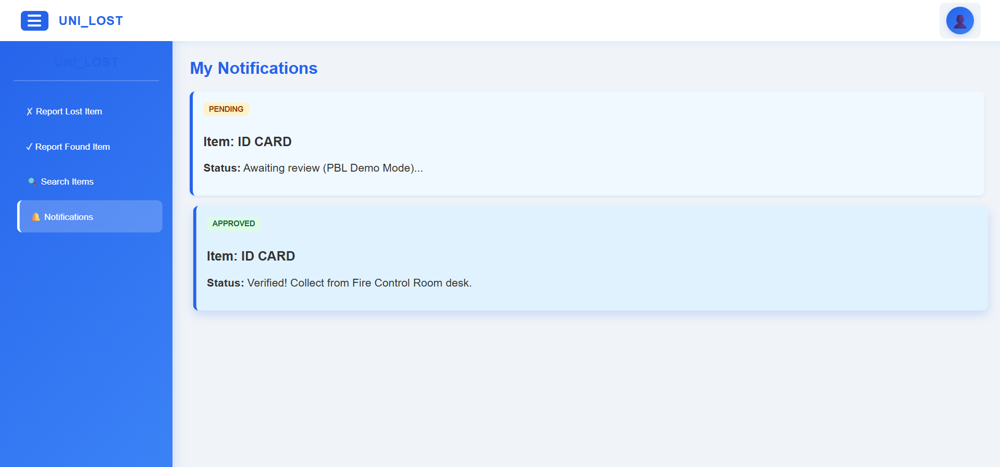 UNI_LOST
UNI_LOST
✗ Report Lost Item
✓ Report Found Item
🔍 Search Items
🔔 Notifications
My Notifications
PENDING
Item: ID CARD
Status: Awaiting review (PBL Demo Mode)...
APPROVED
Item: ID CARD
Status: Verified! Collect from Fire Control Room desk.